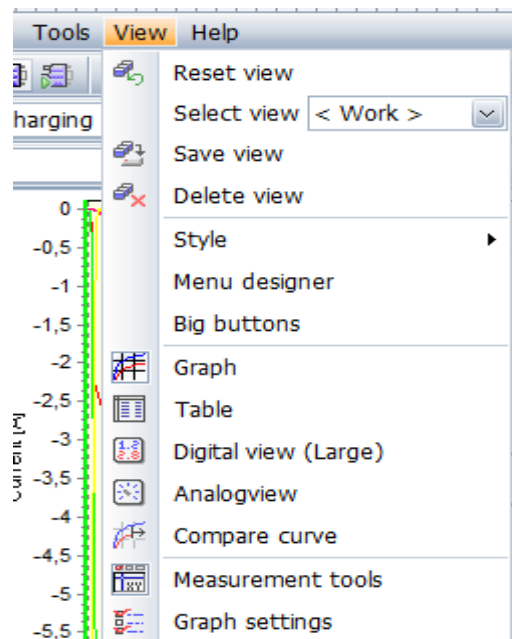 Tools View Help
Reset view
harging
Select view < Work >
Save view
Delete view
0
Style
-0,5
-1
Menu designer
-1,5
Big buttons
-2
Graph
-2,5
Table
-3
Digital view (Large)
-3,5
Analogview
-4
Compare curve
-4,5
-5
Measurement tools
-5,5
Graph settings
Current [A]